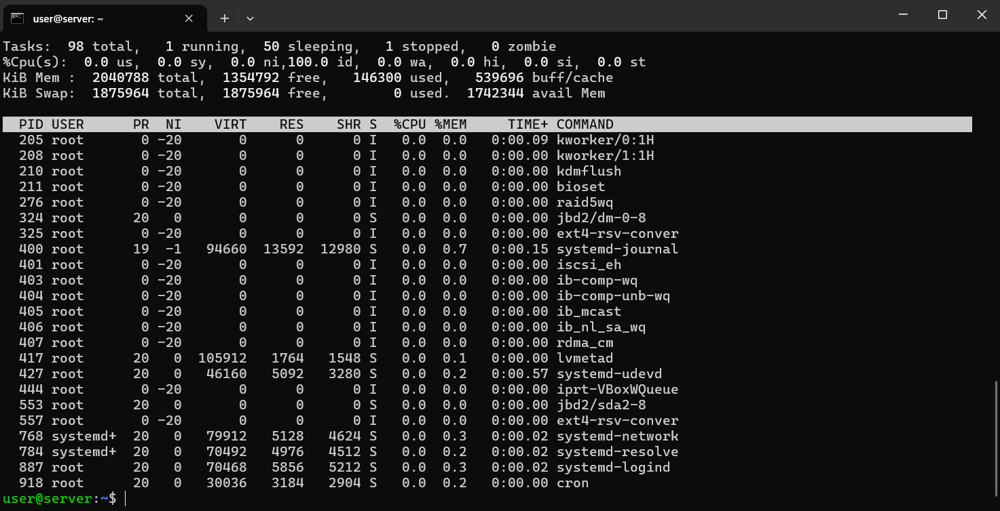 user@server: ~
Tasks:  98 total,   1 running,  50 sleeping,   1 stopped,   0 zombie
%Cpu(s):  0.0 us,  0.0 sy,  0.0 ni,100.0 id,  0.0 wa,  0.0 hi,  0.0 si,  0.0 st
KiB Mem :  2040788 total,  1354792 free,   146300 used,   539696 buff/cache
KiB Swap:  1875964 total,  1875964 free,        0 used.  1742344 avail Mem
  PID USER      PR  NI    VIRT    RES    SHR S  %CPU %MEM     TIME+ COMMAND
  205 root       0 -20       0      0      0 I   0.0  0.0   0:00.09 kworker/0:1H
  208 root       0 -20       0      0      0 I   0.0  0.0   0:00.00 kworker/1:1H
  210 root       0 -20       0      0      0 I   0.0  0.0   0:00.00 kdmflush
  211 root       0 -20       0      0      0 I   0.0  0.0   0:00.00 bioset
  276 root       0 -20       0      0      0 I   0.0  0.0   0:00.00 raid5wq
  324 root      20   0       0      0      0 S   0.0  0.0   0:00.00 jbd2/dm-0-8
  325 root       0 -20       0      0      0 I   0.0  0.0   0:00.00 ext4-rsv-conver
  400 root      19  -1   94660  13592  12980 S   0.0  0.7   0:00.15 systemd-journal
  401 root       0 -20       0      0      0 I   0.0  0.0   0:00.00 iscsi_eh
  403 root       0 -20       0      0      0 I   0.0  0.0   0:00.00 ib-comp-wq
  404 root       0 -20       0      0      0 I   0.0  0.0   0:00.00 ib-comp-unb-wq
  405 root       0 -20       0      0      0 I   0.0  0.0   0:00.00 ib_mcast
  406 root       0 -20       0      0      0 I   0.0  0.0   0:00.00 ib_nl_sa_wq
  407 root       0 -20       0      0      0 I   0.0  0.0   0:00.00 rdma_cm
  417 root      20   0  105912   1764   1548 S   0.0  0.1   0:00.00 lvmetad
  427 root      20   0   46160   5092   3280 S   0.0  0.2   0:00.57 systemd-udevd
  444 root       0 -20       0      0      0 I   0.0  0.0   0:00.00 iprt-VBoxWQueue
  553 root      20   0       0      0      0 S   0.0  0.0   0:00.00 jbd2/sda2-8
  557 root       0 -20       0      0      0 I   0.0  0.0   0:00.00 ext4-rsv-conver
  768 systemd+  20   0   79912   5128   4624 S   0.0  0.3   0:00.02 systemd-network
  784 systemd+  20   0   70492   4976   4512 S   0.0  0.2   0:00.02 systemd-resolve
  887 root      20   0   70468   5856   5212 S   0.0  0.3   0:00.02 systemd-logind
  918 root      20   0   30036   3184   2904 S   0.0  0.2   0:00.00 cron
user@server:~$